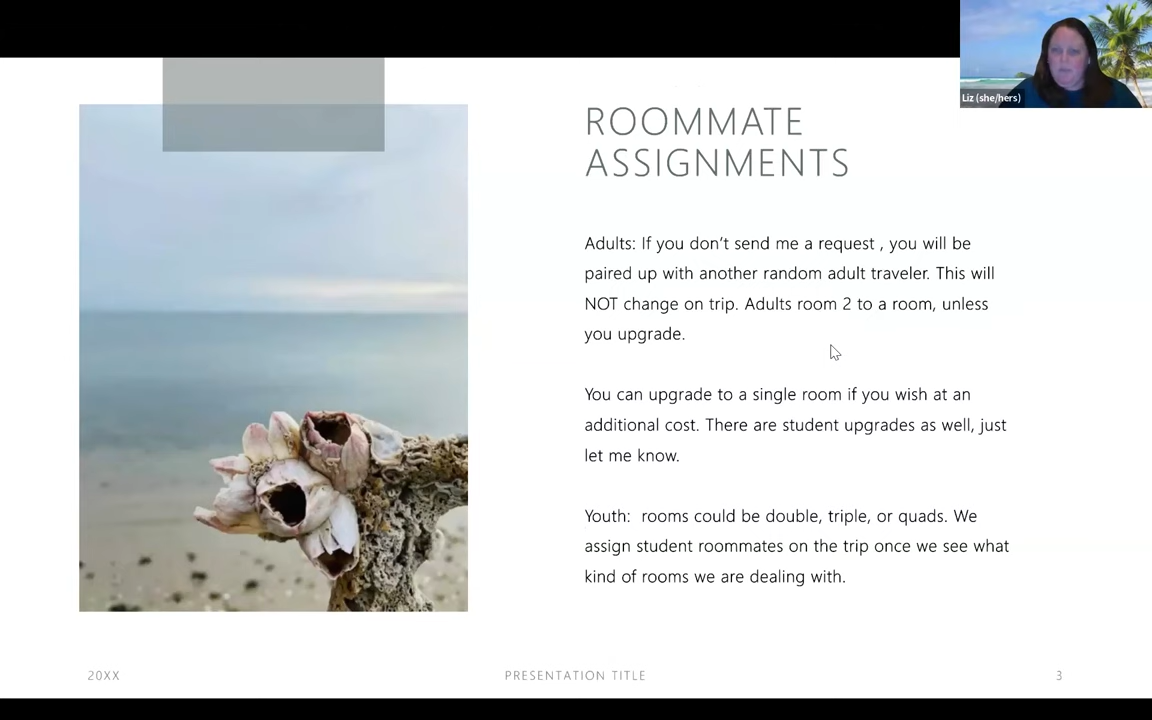 Liz (she/hers)
ROOMMATE
ASSIGNMENTS
Adults: If you don’t send me a request , you will be
paired up with another random adult traveler. This will
NOT change on trip. Adults room 2 to a room, unless
you upgrade.
You can upgrade to a single room if you wish at an
additional cost. There are student upgrades as well, just
let me know.
Youth:  rooms could be double, triple, or quads. We
assign student roommates on the trip once we see what
kind of rooms we are dealing with.
20XX
PRESENTATION TITLE
3